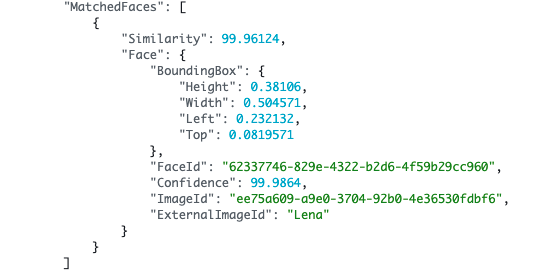 "MatchedFaces": [
{
"Similarity": 99.96124,
"Face": {
"BoundingBox": {
"Height": 0.38106,
"Width": 0.504571,
"Left": 0.232132,
"Top": 0.0819571
},
"FaceId": "62337746-829e-4322-b2d6-4f59b29cc960",
"Confidence": 99.9864,
"ImageId": "ee75a609-a9e0-3704-92b0-4e36530fdbf6",
"ExternalImageId": "Lena"
}
}
]